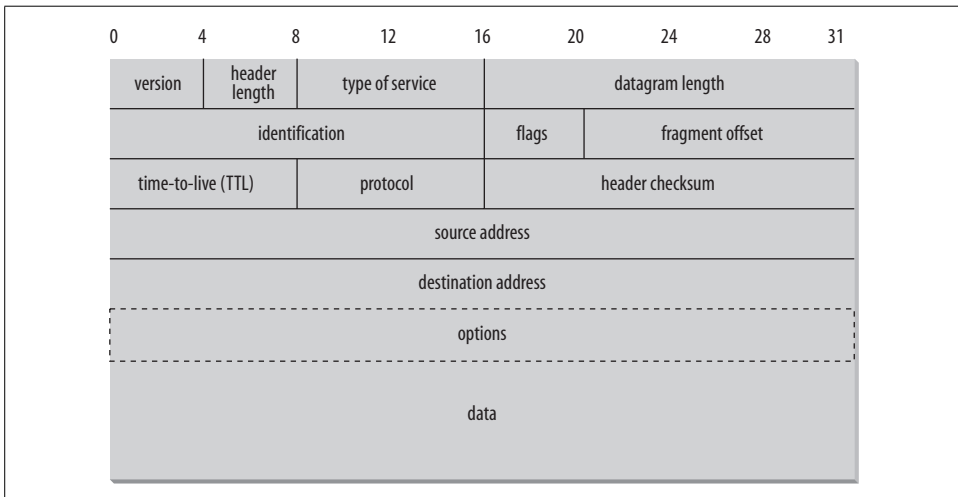 0 4 8 12 16 20 24 28 31
version header length type of service datagram length
identification flags fragment offset
time-to-live (TTL) protocol header checksum
source address
destination address
options
data